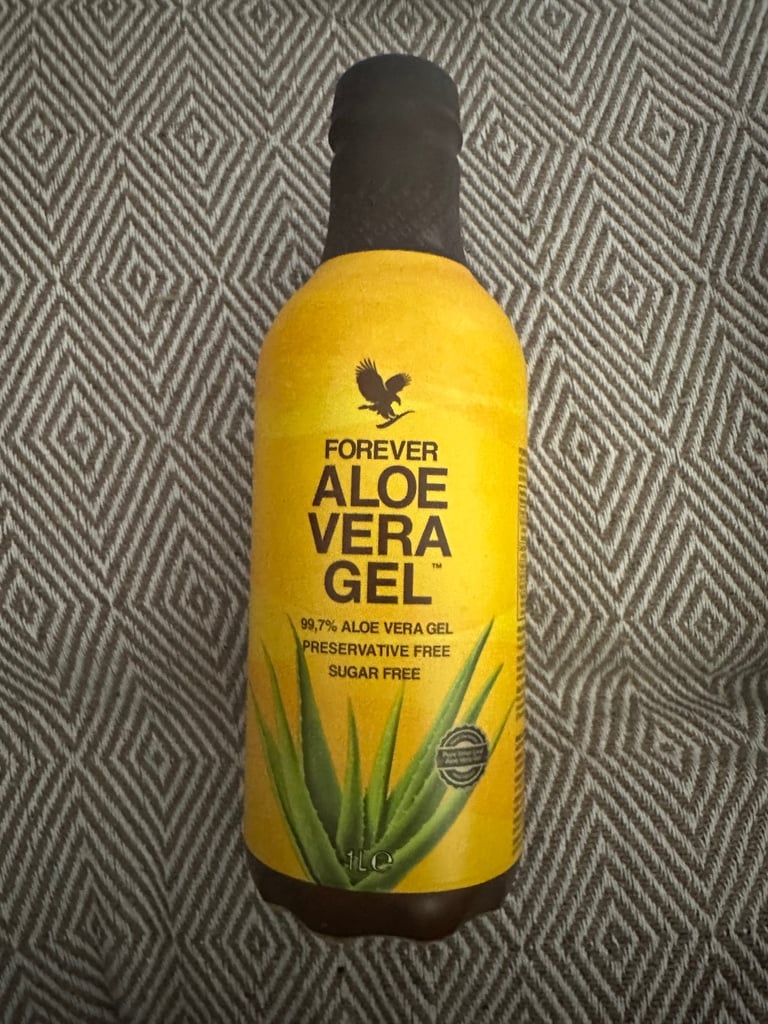 FOREVER
ALOE
VERA
GEL™
99,7% ALOE VERA GEL
PRESERVATIVE FREE
SUGAR FREE
1L℮